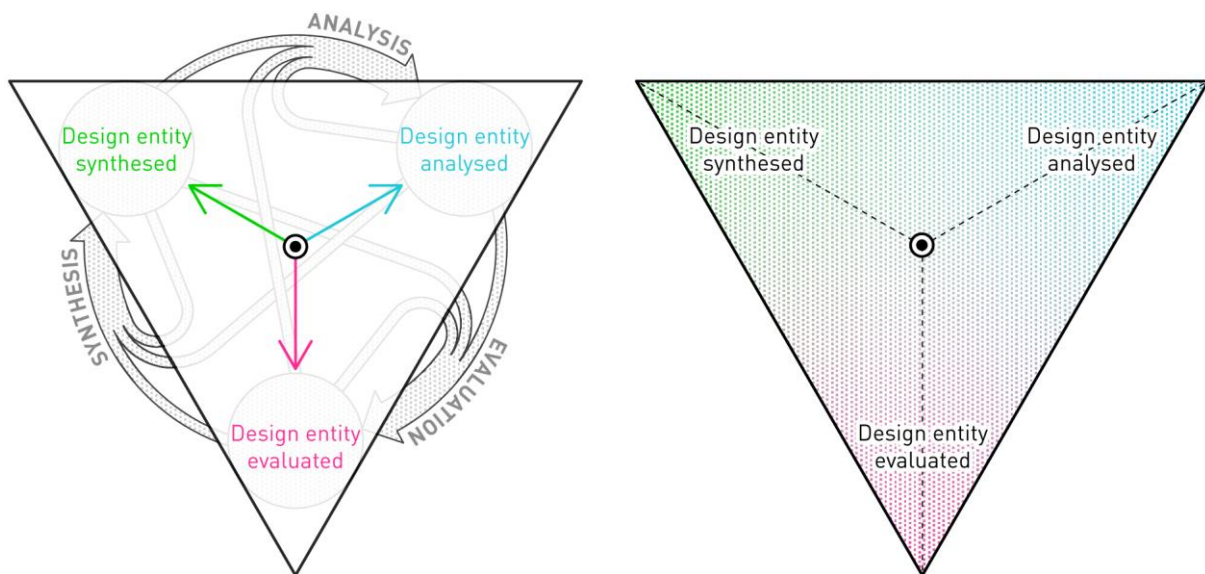 ANALYSIS
Design entity
synthesed
Design entity
analysed
SYNTHESIS
EVALUATION
Design entity
evaluated
Design entity
synthesed
Design entity
analysed
Design entity
evaluated